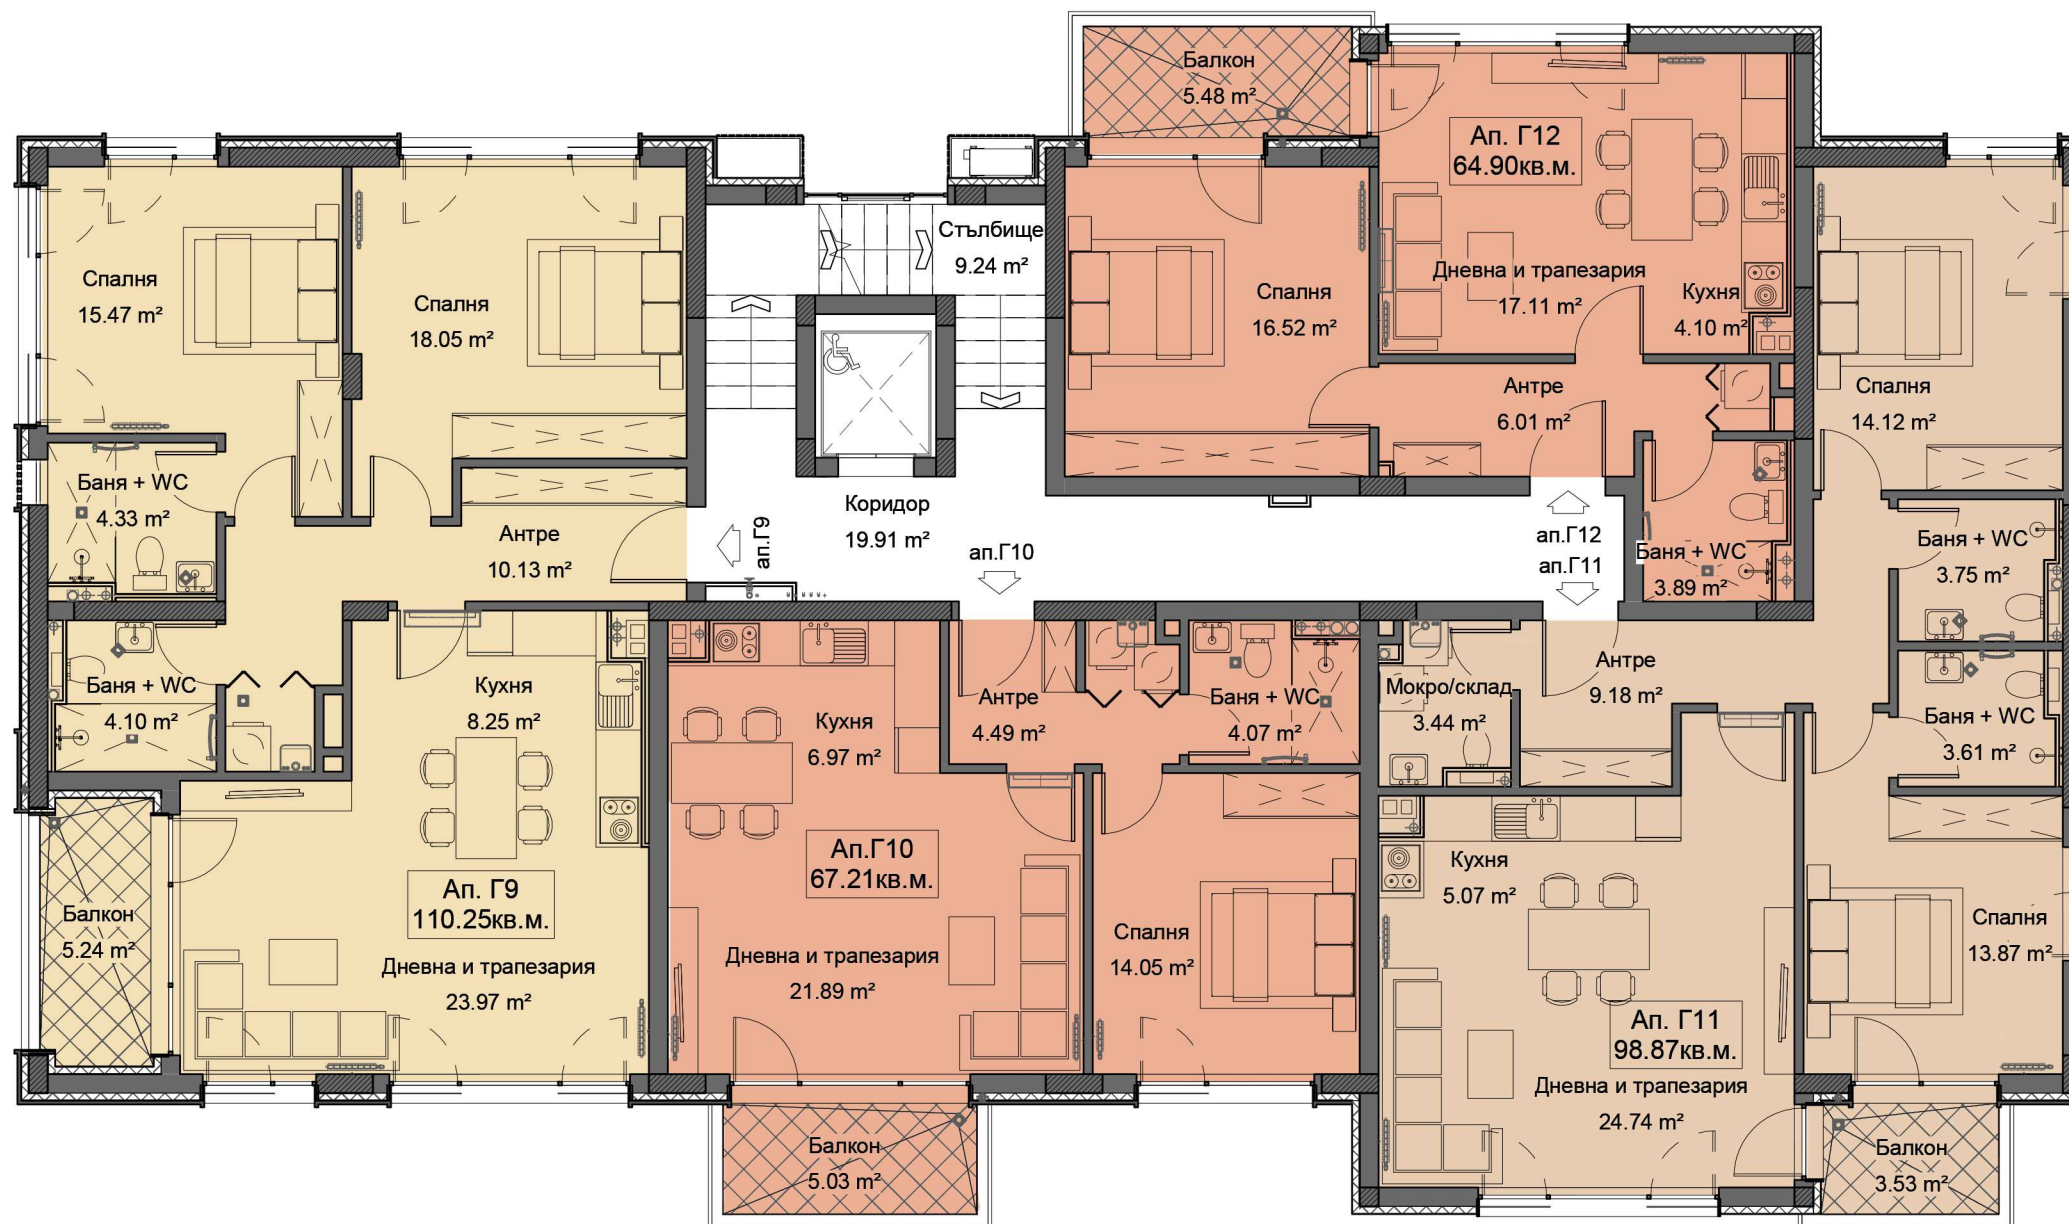 Балкон
5.48 m²
Ап. Г12
64.90кв.м.
Стълбище
9.24 m²
Спалня
15.47 m²
Спалня
18.05 m²
Спалня
16.52 m²
Дневна и трапезария
17.11 m²
Кухня
4.10 m²
Антре
6.01 m²
Спалня
14.12 m²
Баня + WC
4.33 m²
Антре
10.13 m²
ап.Г9
Коридор
19.91 m²
ап.Г10
ап.Г12
ап.Г11
Баня + WC
3.89 m²
Баня + WC
3.75 m²
Баня + WC
4.10 m²
Кухня
8.25 m²
Кухня
6.97 m²
Антре
4.49 m²
Баня + WC
4.07 m²
Мокро/склад
3.44 m²
Антре
9.18 m²
Баня + WC
3.61 m²
Ап. Г9
110.25кв.м.
Ап.Г10
67.21кв.м.
Кухня
5.07 m²
Балкон
5.24 m²
Дневна и трапезария
23.97 m²
Дневна и трапезария
21.89 m²
Спалня
14.05 m²
Спалня
13.87 m²
Ап. Г11
98.87кв.м.
Дневна и трапезария
24.74 m²
Балкон
5.03 m²
Балкон
3.53 m²